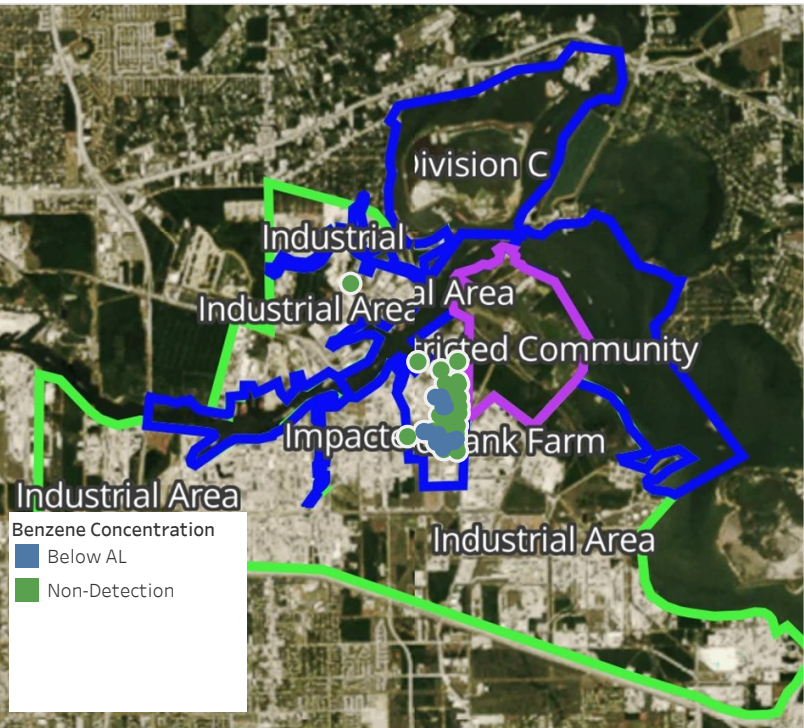 Division C
Industrial
al Area
Industrial Area
tricted Community
Impacte
ank Farm
Industrial Area
Industrial Area
Benzene Concentration
Below AL
Non-Detection